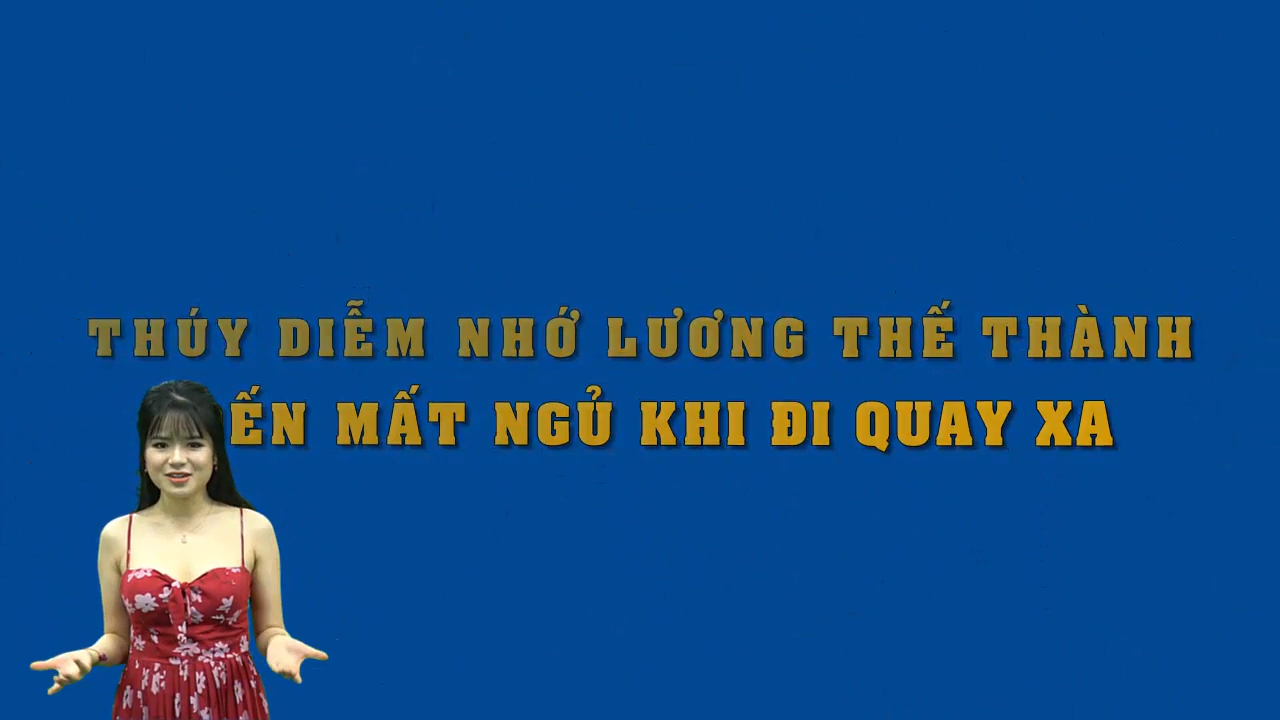 THÚY DIỄM NHỚ LƯƠNG THẾ THÀNH
ẾN MẤT NGỦ KHI ĐI QUAY XA